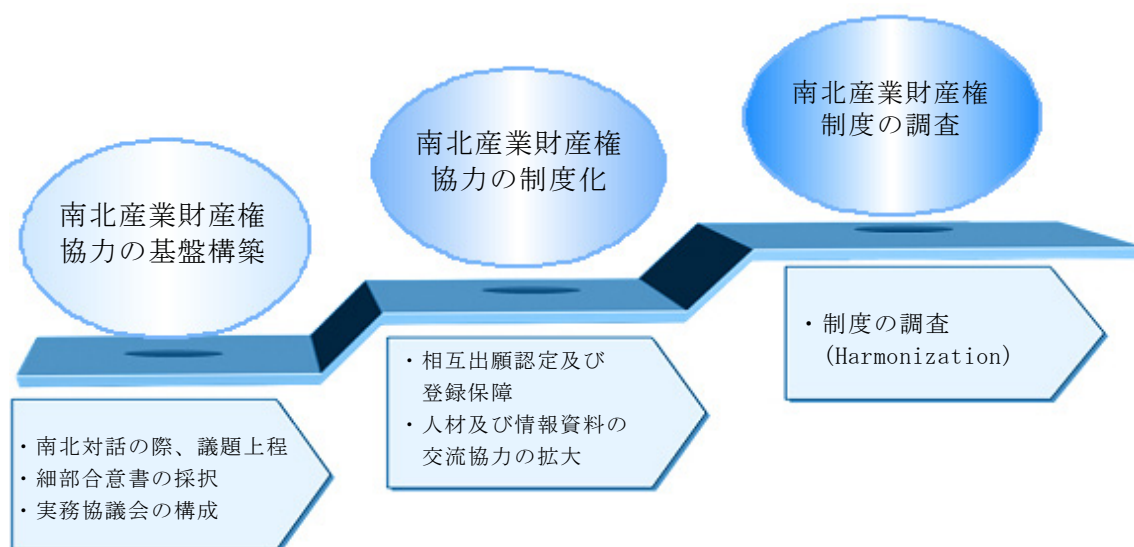 南北産業財産権
協力の基盤構築
・南北対話の際、議題上程
・細部合意書の採択
・実務協議会の構成
南北産業財産権
協力の制度化
・相互出願認定及び
登録保障
・人材及び情報資料の
交流協力の拡大
南北産業財産権
制度の調査
・制度の調査
(Harmonization)